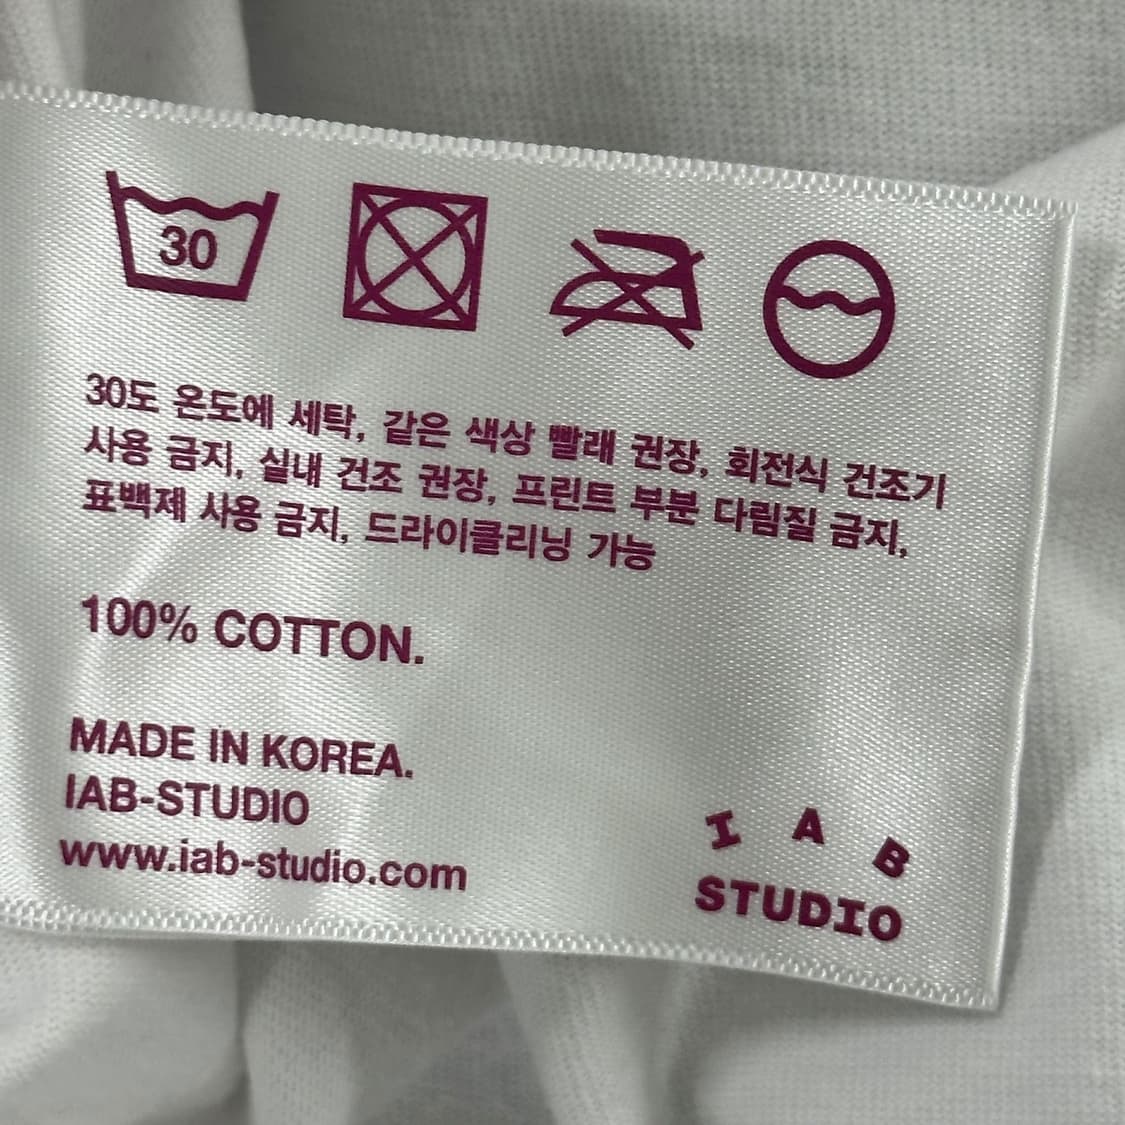 30
30도 온도에 세탁, 같은 색상 빨래 권장, 회전식 건조기
사용 금지, 실내 건조 권장, 프린트 부분 다림질 금지,
표백제 사용 금지, 드라이클리닝 가능
100% COTTON.
MADE IN KOREA.
IAB-STUDIO
www.iab-studio.com
I A B
STUDIO